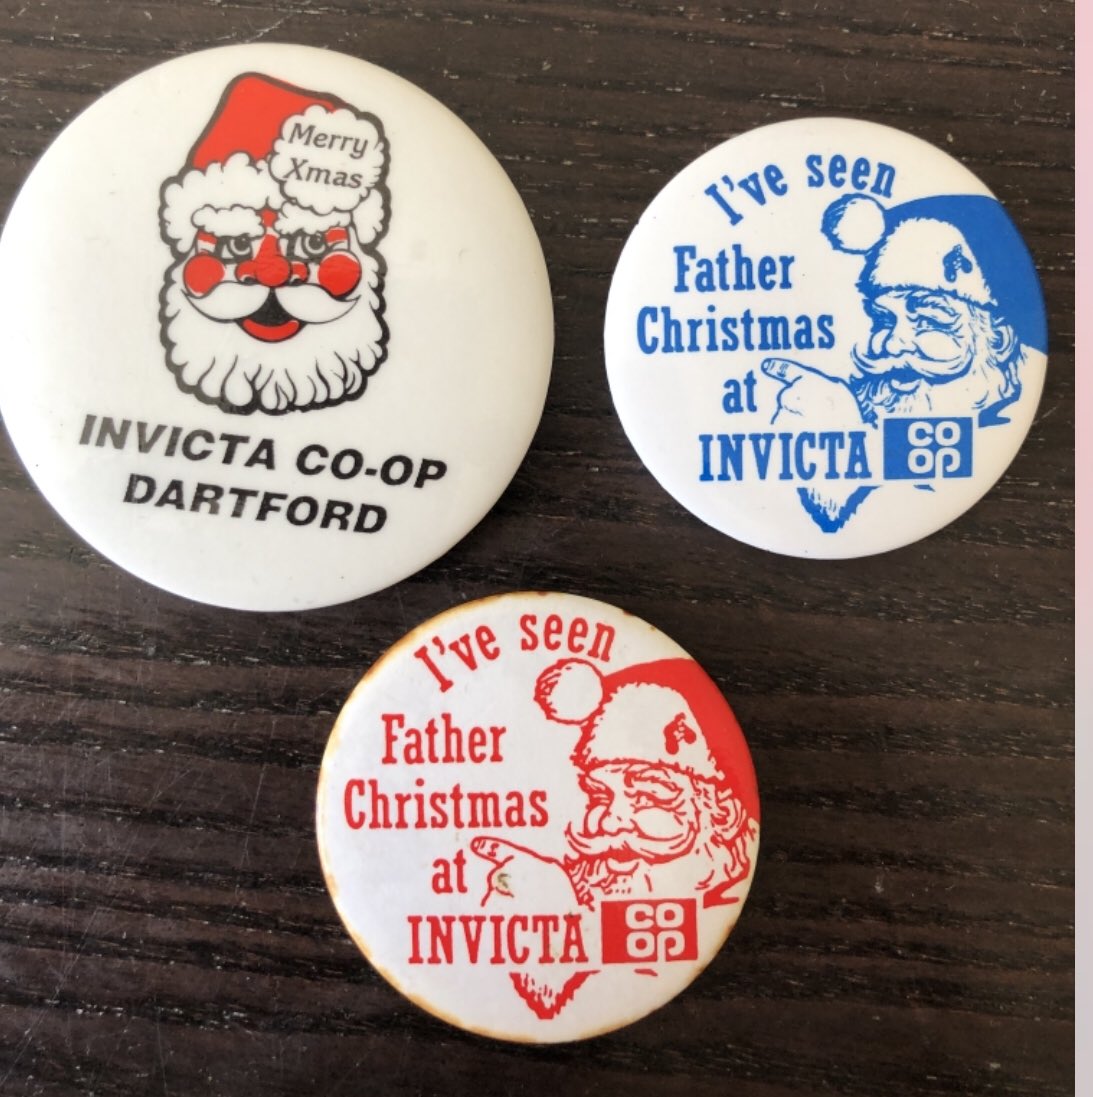 Merry
Xmas
INVICTA CO-OP
DARTFORD
I've seen
Father
Christmas
at
INVICTA CO
OP
I've seen
Father
Christmas
at
INVICTA CO
OP